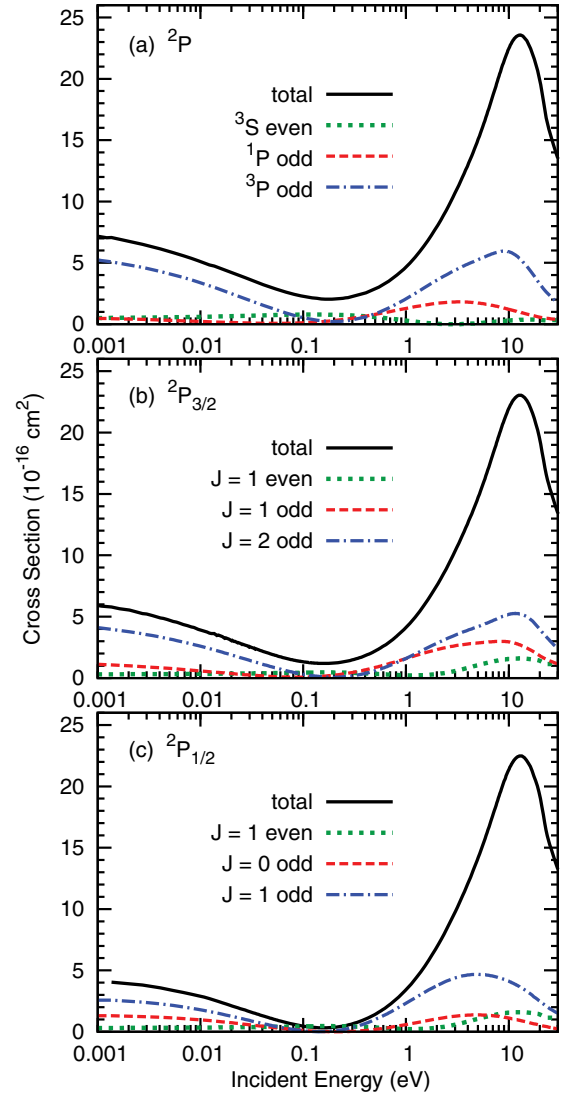 (a) ²P
total
³S even
¹P odd
³P odd
25
20
15
10
5
0
0.001 0.01 0.1 1 10
(b) ²P₃/₂
total
J = 1 even
J = 1 odd
J = 2 odd
25
20
15
10
5
0
0.001 0.01 0.1 1 10
Cross Section (10⁻¹⁶ cm²)
(c) ²P₁/₂
total
J = 1 even
J = 0 odd
J = 1 odd
25
20
15
10
5
0
0.001 0.01 0.1 1 10
Incident Energy (eV)